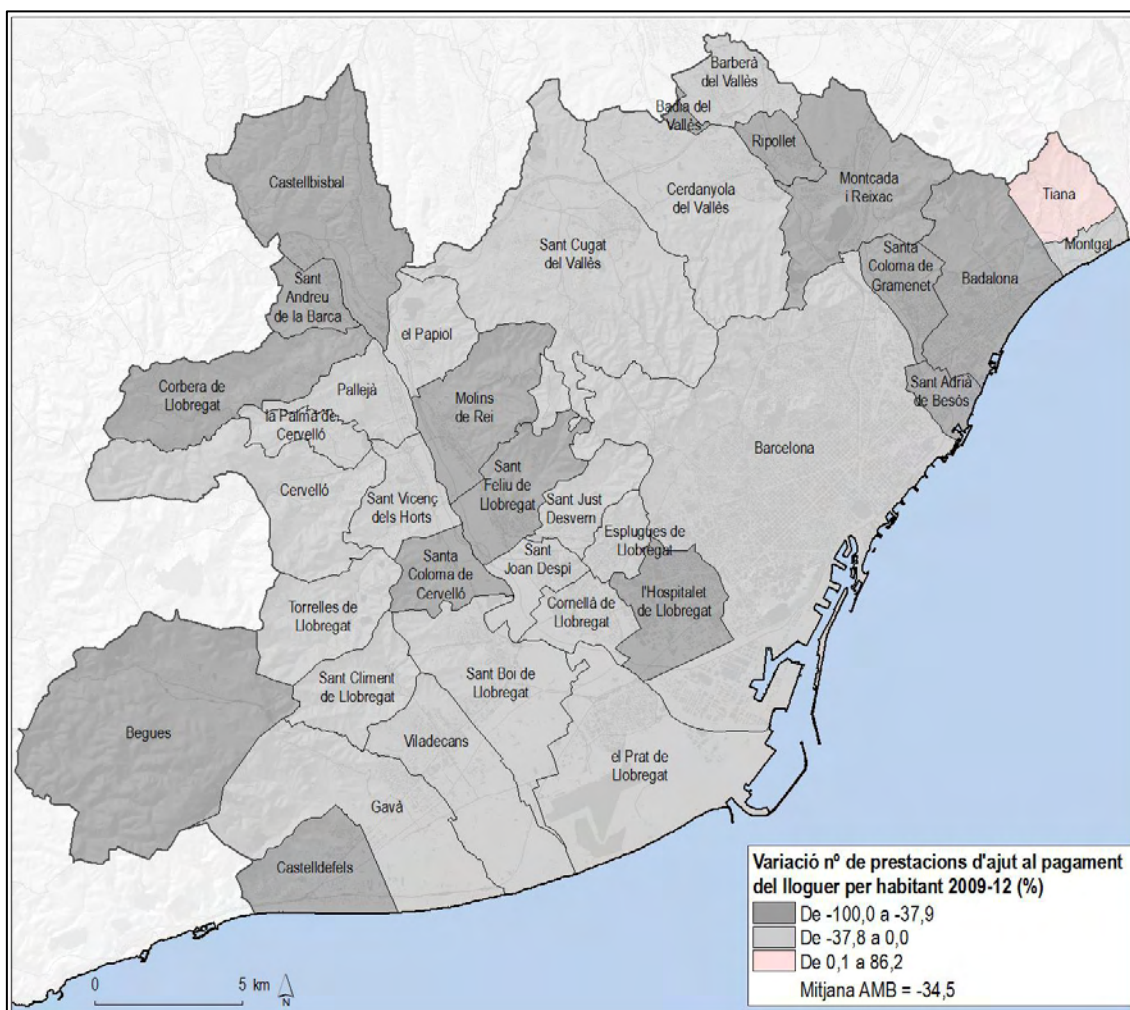 Barberà
del Vallès
Badia del
Vallès
Ripollet
Castellbisbal
Cerdanyola
del Vallès
Montcada
i Reixac
Tiana
Montgat
Sant Cugat
del Vallès
Santa
Coloma de
Gramenet
Badalona
Sant
Andreu
de la Barca
el Papiol
Corbera de
Llobregat
Pallejà
Molins
de Rei
Sant Adrià
de Besòs
la Palma de
Cervelló
Barcelona
Cervelló
Sant Vicenç
dels Horts
Sant
Feliu de
Llobregat
Sant Just
Desvern
Esplugues de
Llobregat
Santa
Coloma de
Cervelló
Sant
Joan Despí
l'Hospitalet
de Llobregat
Cornellà de
Llobregat
Torrelles de
Llobregat
Sant Climent
de Llobregat
Sant Boi de
Llobregat
Begues
Viladecans
el Prat de
Llobregat
Gavà
Castelldefels
Variació nº de prestacions d'ajut al pagament
del lloguer per habitant 2009-12 (%)
De -100,0 a -37,9
De -37,8 a 0,0
De 0,1 a 86,2
Mitjana AMB = -34,5
0 5 km
N